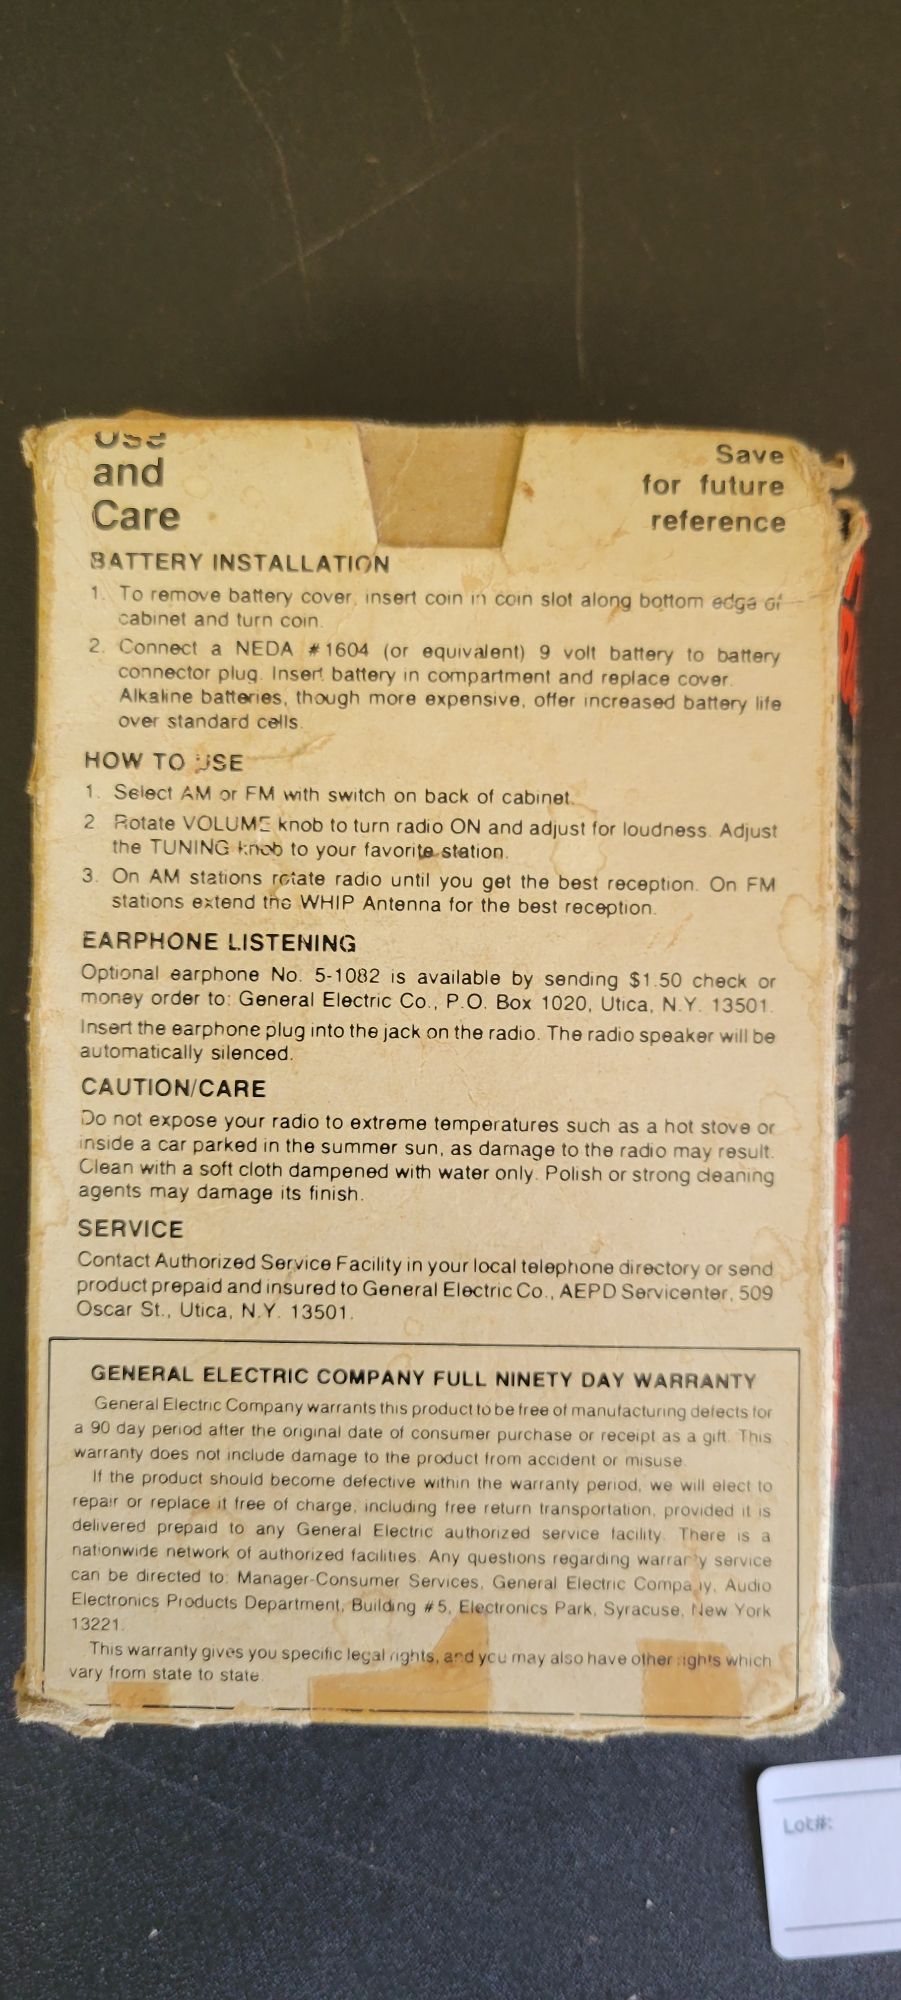 Use
and
Care
Save
for future
reference
BATTERY INSTALLATION
1. To remove battery cover, insert coin in coin slot along bottom edge of
cabinet and turn coin.
2. Connect a NEDA #1604 (or equivalent) 9 volt battery to battery
connector plug. Insert battery in compartment and replace cover.
Alkaline batteries, though more expensive, offer increased battery life
over standard cells.
HOW TO USE
1. Select AM or FM with switch on back of cabinet.
2. Rotate VOLUME knob to turn radio ON and adjust for loudness. Adjust
the TUNING knob to your favorite station.
3. On AM stations rotate radio until you get the best reception. On FM
stations extend the WHIP Antenna for the best reception.
EARPHONE LISTENING
Optional earphone No. 5-1082 is available by sending $1.50 check or
money order to: General Electric Co., P.O. Box 1020, Utica, N.Y. 13501.
Insert the earphone plug into the jack on the radio. The radio speaker will be
automatically silenced.
CAUTION/CARE
Do not expose your radio to extreme temperatures such as a hot stove or
inside a car parked in the summer sun, as damage to the radio may result.
Clean with a soft cloth dampened with water only. Polish or strong cleaning
agents may damage its finish.
SERVICE
Contact Authorized Service Facility in your local telephone directory or send
product prepaid and insured to General Electric Co., AEPD Servicenter, 509
Oscar St., Utica, N.Y. 13501.
GENERAL ELECTRIC COMPANY FULL NINETY DAY WARRANTY
General Electric Company warrants this product to be free of manufacturing defects for
a 90 day period after the original date of consumer purchase or receipt as a gift. This
warranty does not include damage to the product from accident or misuse.
If the product should become defective within the warranty period, we will elect to
repair or replace it free of charge, including free return transportation, provided it is
delivered prepaid to any General Electric authorized service facility. There is a
nationwide network of authorized facilities. Any questions regarding warranty service
can be directed to: Manager-Consumer Services, General Electric Company, Audio
Electronics Products Department, Building #5, Electronics Park, Syracuse, New York
13221.
This warranty gives you specific legal rights, and you may also have other rights which
vary from state to state.
Lot#: